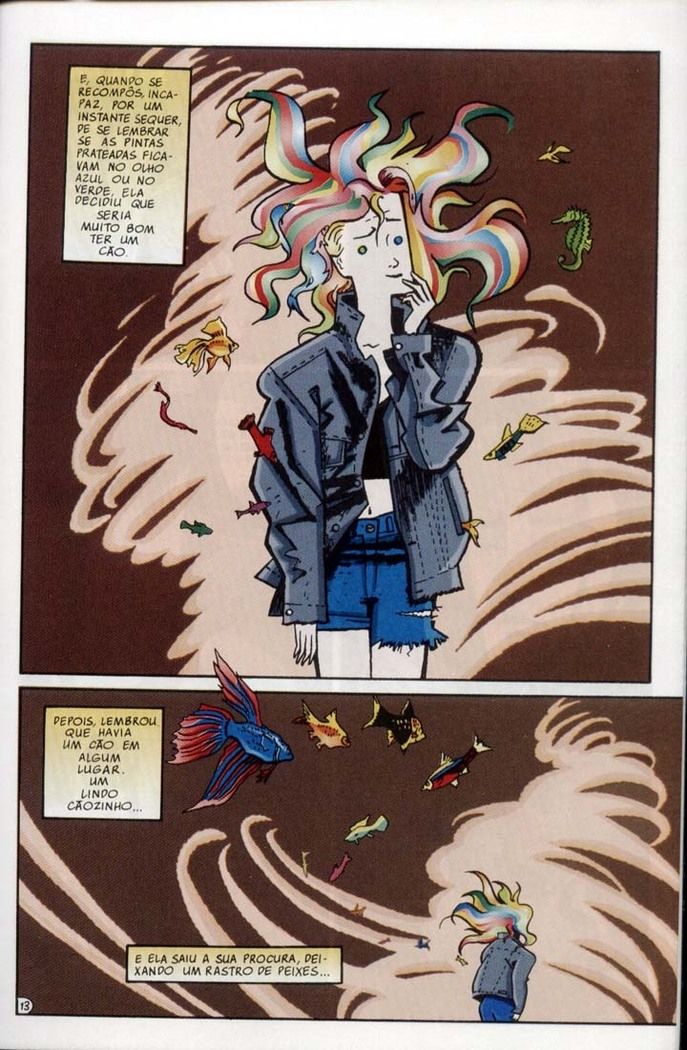 E, QUANDO SE
RECOMPÔS, INCA-
PAZ, POR UM
INSTANTE SEQUER,
DE SE LEMBRAR
SE AS PINTAS
PRATEADAS FICA-
VAM NO OLHO
AZUL OU NO
VERDE, ELA
DECIDIU QUE
SERIA
MUITO BOM
TER UM
CÃO.
DEPOIS, LEMBROU
QUE HAVIA
UM CÃO EM
ALGUM
LUGAR.
UM
LINDO
CÃOZINHO...
E ELA SAIU À SUA PROCURA, DEI-
XANDO UM RASTRO DE PEIXES...
13